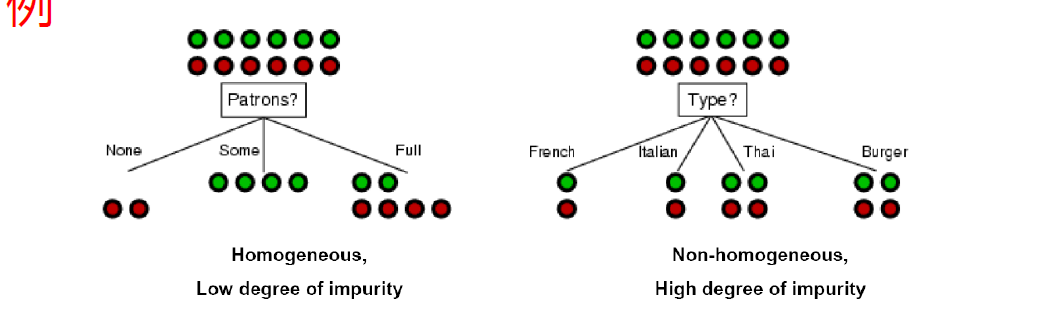 例
Patrons?
None
Some
Full
Homogeneous,
Low degree of impurity
Type?
French
Italian
Thai
Burger
Non-homogeneous,
High degree of impurity